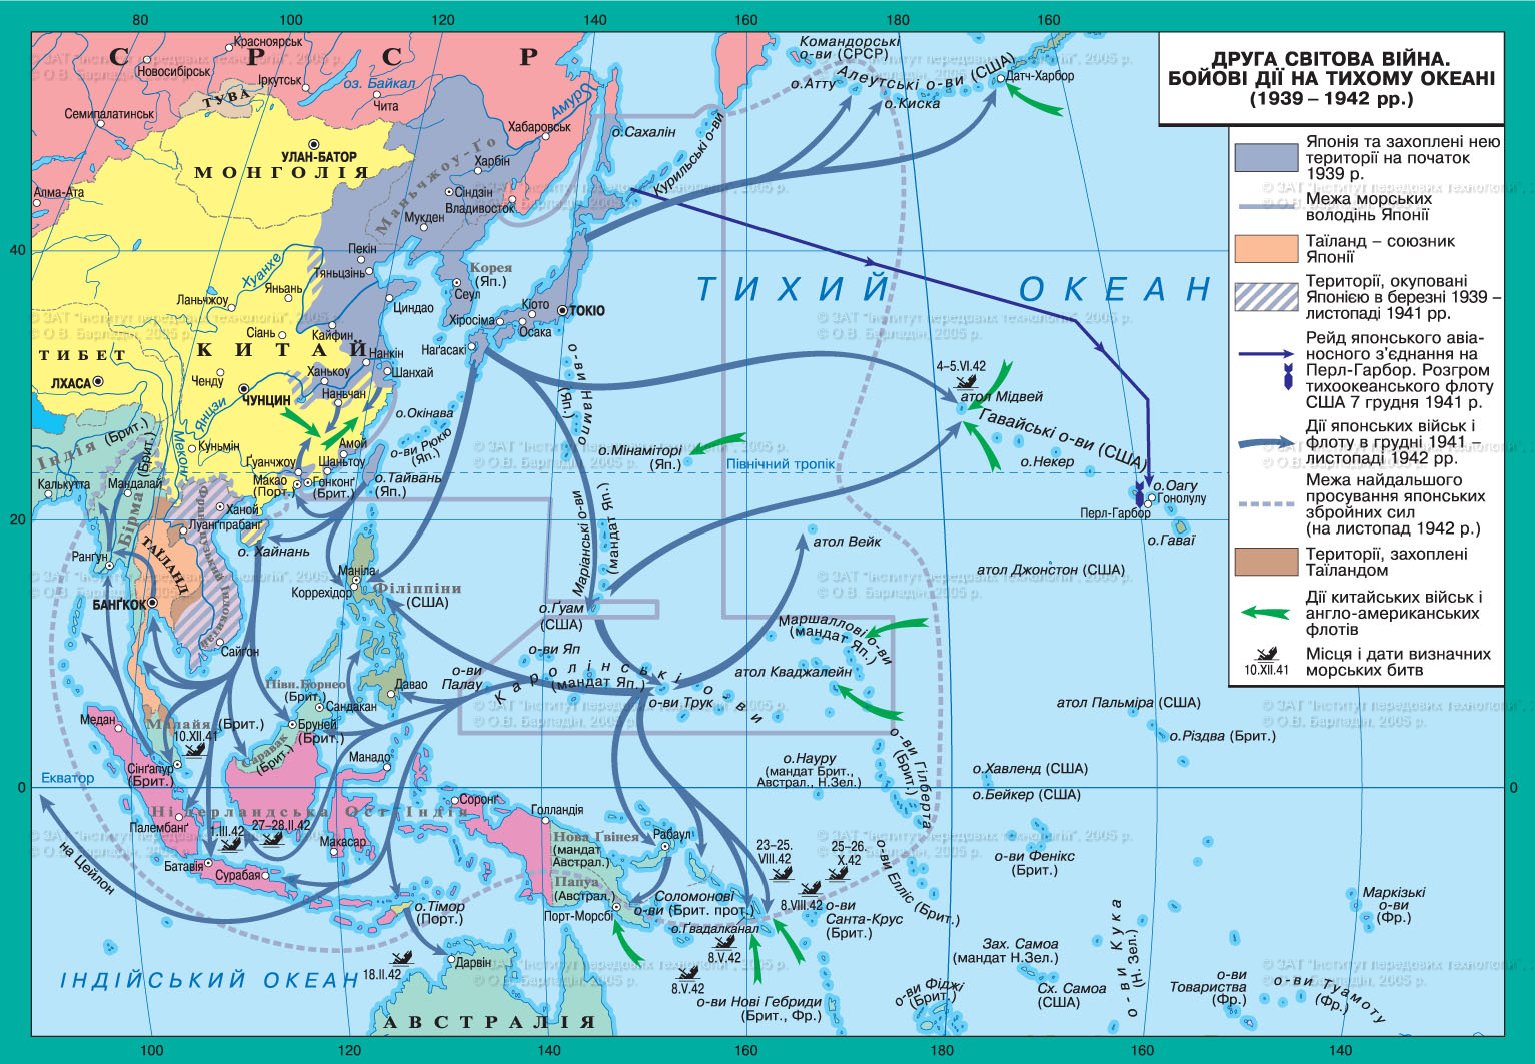 80
100
120
140
160
180
160
ДРУГА СВІТОВА ВІЙНА.
БОЙОВІ ДІЇ НА ТИХОМУ ОКЕАНІ
(1939 – 1942 рр.)
Японія та захоплені нею
території на початок
1939 р.
Межа морських
володінь Японії
Таїланд – союзник
Японії
Території, окуповані
Японією в березні 1939 –
листопаді 1941 рр.
Рейд японського авіа-
носного з'єднання на
Перл-Гарбор. Розгром
тихоокеанського флоту
США 7 грудня 1941 р.
Дії японських військ і
флоту в грудні 1941 –
листопаді 1942 рр.
Межа найдальшого
просування японських
збройних сил
(на листопад 1942 р.)
Території, захоплені
Таїландом
Дії китайських військ і
англо-американських
флотів
Місця і дати визначних
морських битв
10.XII.41
С Р С Р
Красноярськ
Новосибірськ
Іркутськ
оз. Байкал
Чита
ТУВА
Семипалатинськ
Алма-Ата
УЛАН-БАТОР
МОНГОЛІЯ
Амур
Хабаровськ
о.Сахалін
Курильські о-ви
Командорські
о-ви (СРСР)
о.Атту
Алеутські о-ви (США)
о.Киска
Датч-Харбор
Маньчжоу-Го
Харбін
Сіндзін
Владивосток
Мукден
Пекін
Тяньцзінь
Корея
(Яп.)
Сеул
Циндао
Хуанхе
Яньань
Ланьчжоу
Сіань
Кайфин
КИТАЙ
ТИБЕТ
ЛХАСА
Ченду
ЧУНЦИН
Янцзи
Нанкін
Ханькоу
Шанхай
Наньчан
Кіото
ТОКІО
Хіросіма
Осака
Нагасакі
ТИХИЙ ОКЕАН
40
о-ви Нампо
(Яп.)
о.Окінава
о-ви Рюкю
(Яп.)
о.Тайвань
(Яп.)
Амой
Шаньтоу
Ґуанчжоу
Макао
(Порт.)
Гонконґ
(Брит.)
Куньмін
Меконг
Індія (Брит.)
Калькутта
Мандалай
Бірма
(Брит.)
Ханой
Луанґпрабанґ
Французький Індокитай
ТАЇЛАНД
Ранґун
БАНҐКОК
о. Хайнань
Сайгон
20
о.Мінаміторі
(Яп.)
Північний тропік
4–5.VI.42
атол Мідвей
Гавайські о-ви (США)
о.Некер
о.Оагу
Гонолулу
Перл-Гарбор
о.Гаваї
атол Вейк
атол Джонстон (США)
Маріанські о-ви
(мандат Яп.)
о.Гуам
(США)
Маніла
Коррехідор
Філіппіни
(США)
Давао
о-ви Яп
о-ви
Палау
Каролінські о-ви
(мандат Яп.)
о-ви Трук
Маршаллові о-ви
(мандат Яп.)
атол Кваджалейн
атол Пальміра (США)
о.Різдва (Брит.)
о.Науру
(мандат Брит.,
Австрал., Н.Зел.)
о-ви Гілберта
(Брит.)
о.Хавленд (США)
о.Бейкер (США)
Півн.Борнео
(Брит.)
Сандакан
Бруней
(Брит.)
Саравак
(Брит.)
Медан
Малайя (Брит.)
10.XII.41
Сінґапур
(Брит.)
Екватор
0
0
Манадо
Соронґ
Голландія
Нідерландська Ост-Індія
Палембанґ
1.III.42
27–28.II.42
Макасар
Батавія
Сурабая
на Цейлон
Нова Ґвінея
(мандат
Австрал.)
Папуа
(Австрал.)
Порт-Морсбі
Рабаул
Соломонові
о-ви (Брит. прот.)
о.Гвадалканал
23–25.
VIII.42
25–26.
X.42
8.VIII.42
о-ви
Санта-Крус
(Брит.)
8.V.42
8.V.42
о-ви Елліс (Брит.)
о-ви Фенікс
(Брит.)
Маркізькі
о-ви
(Фр.)
о.Тімор
(Порт.)
18.II.42
Дарвін
ІНДІЙСЬКИЙ ОКЕАН
АВСТРАЛІЯ
о-ви Нові Гебриди
(Брит., Фр.)
о-ви Фіджі
(Брит.)
Зах. Самоа
(мандат Н.Зел.)
Сх. Самоа
(США)
о-ви Кука
(Н. Зел.)
о-ви
Товариства
(Фр.)
о-ви Туамоту
(Фр.)
100
120
140
160
180
160
140
© ЗАТ "Інститут передових технологій", 2005 р.
© О.В. Барладін, 2005 р.